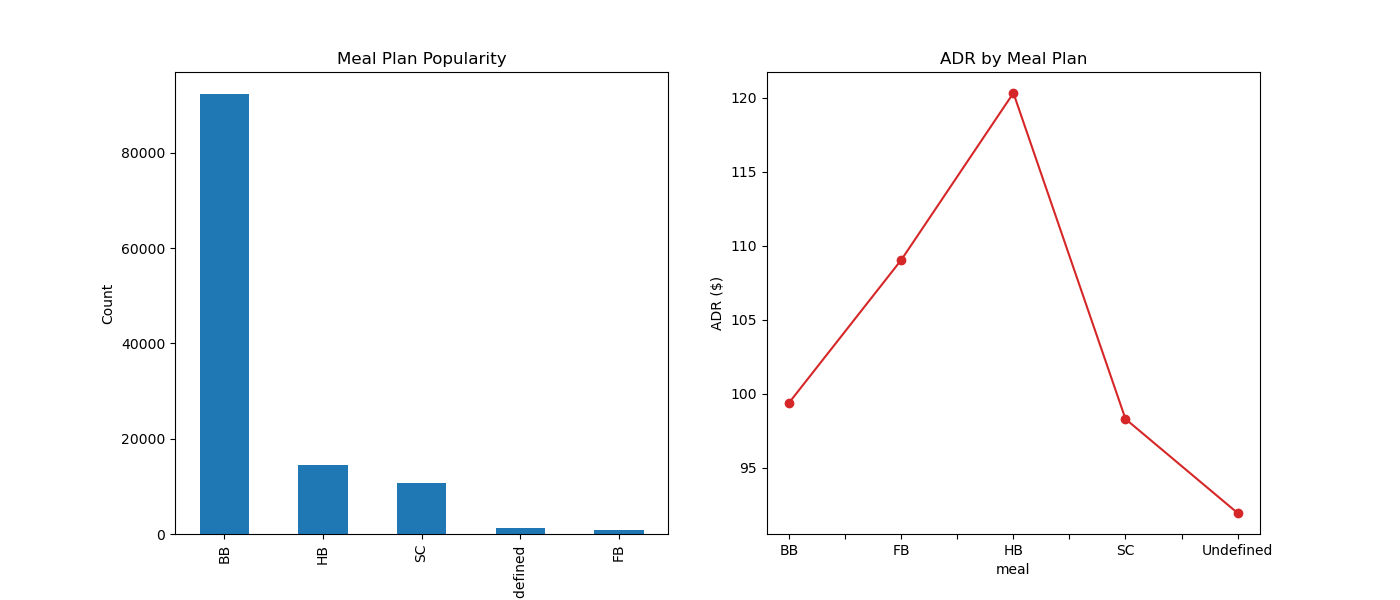 Meal Plan Popularity
80000
60000
40000
20000
0
Count
BB
HB
SC
defined
FB
ADR by Meal Plan
120
115
110
105
100
95
ADR ($)
BB FB HB SC Undefined
meal